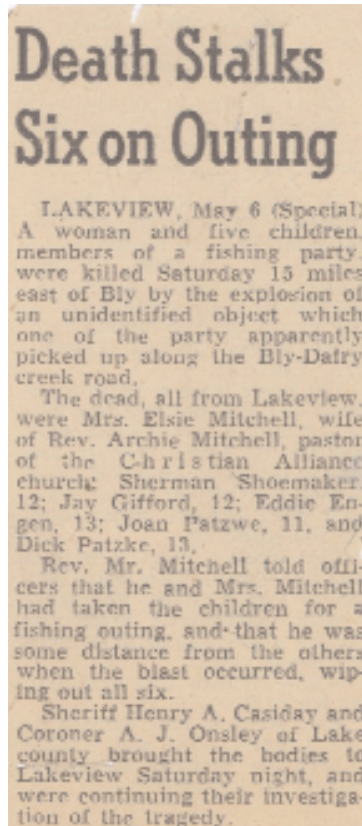 Death Stalks
Six on Outing
LAKEVIEW, May 6 (Special)
A woman and five children,
members of a fishing party,
were killed Saturday 15 miles
east of Bly by the explosion of
an unidentified object which
one of the party apparently
picked up along the Bly-Dairy
creek road.
The dead, all from Lakeview,
were Mrs. Elsie Mitchell, wife
of Rev. Archie Mitchell, pastor
of the Christian Alliance
church; Sherman Shoemaker,
12; Jay Gifford, 12; Eddie En-
gen, 13; Joan Patzwe, 11, and
Dick Patzke, 13.
Rev. Mr. Mitchell told offi-
cers that he and Mrs. Mitchell
had taken the children for a
fishing outing, and that he was
some distance from the others
when the blast occurred, wip-
ing out all six.
Sheriff Henry A. Casiday and
Coroner A. J. Onsley of Lake
county brought the bodies to
Lakeview Saturday night, and
were continuing their investiga-
tion of the tragedy.